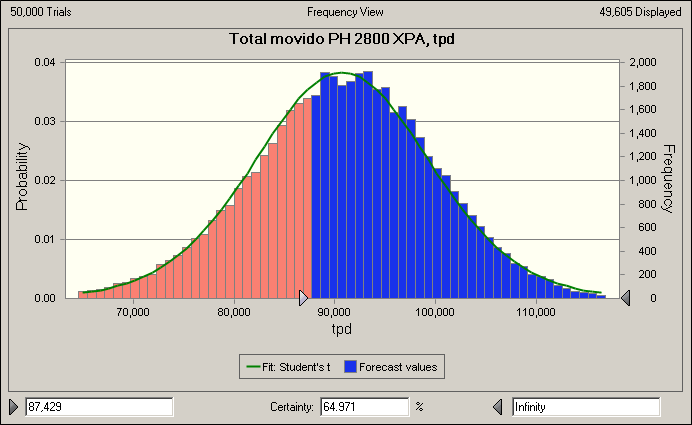 50,000 Trials
Frequency View
49,605 Displayed
Total movido PH 2800 XPA, tpd
0.04
0.03
0.02
0.01
0.00
Probability
2,000
1,800
1,600
1,400
1,200
1,000
800
600
400
200
0
Frequency
70,000
80,000
90,000
100,000
110,000
tpd
Fit: Student's t
Forecast values
87,429
Certainty:
64.971
%
Infinity